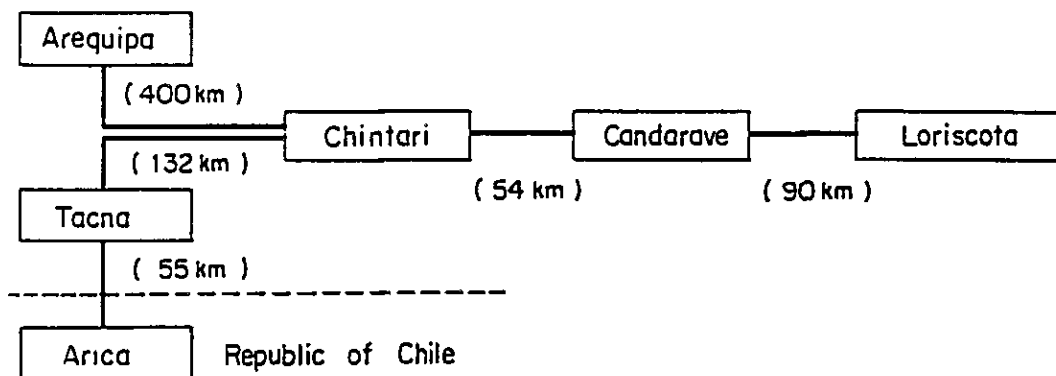 Arequipa
( 400 km )
Chintari
Candarave
Loriscota
( 132 km )
( 54 km )
( 90 km )
Tacna
( 55 km )
Arica
Republic of Chile